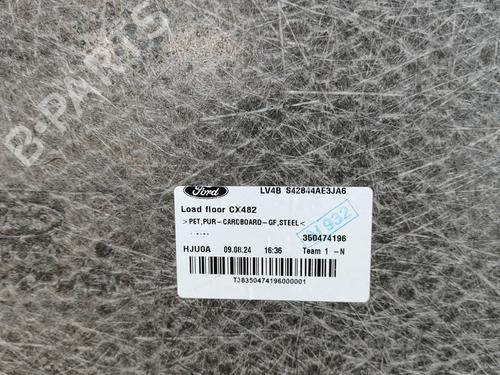 B-PARTS
Ford
LV4B S42844AE3JA6
Load floor CX482
>PET,PUR-CARDBOARD-GF,STEEL<
350474196
HJU0A 09.08.24 16:36 Team 1 -N
T38350474196000001